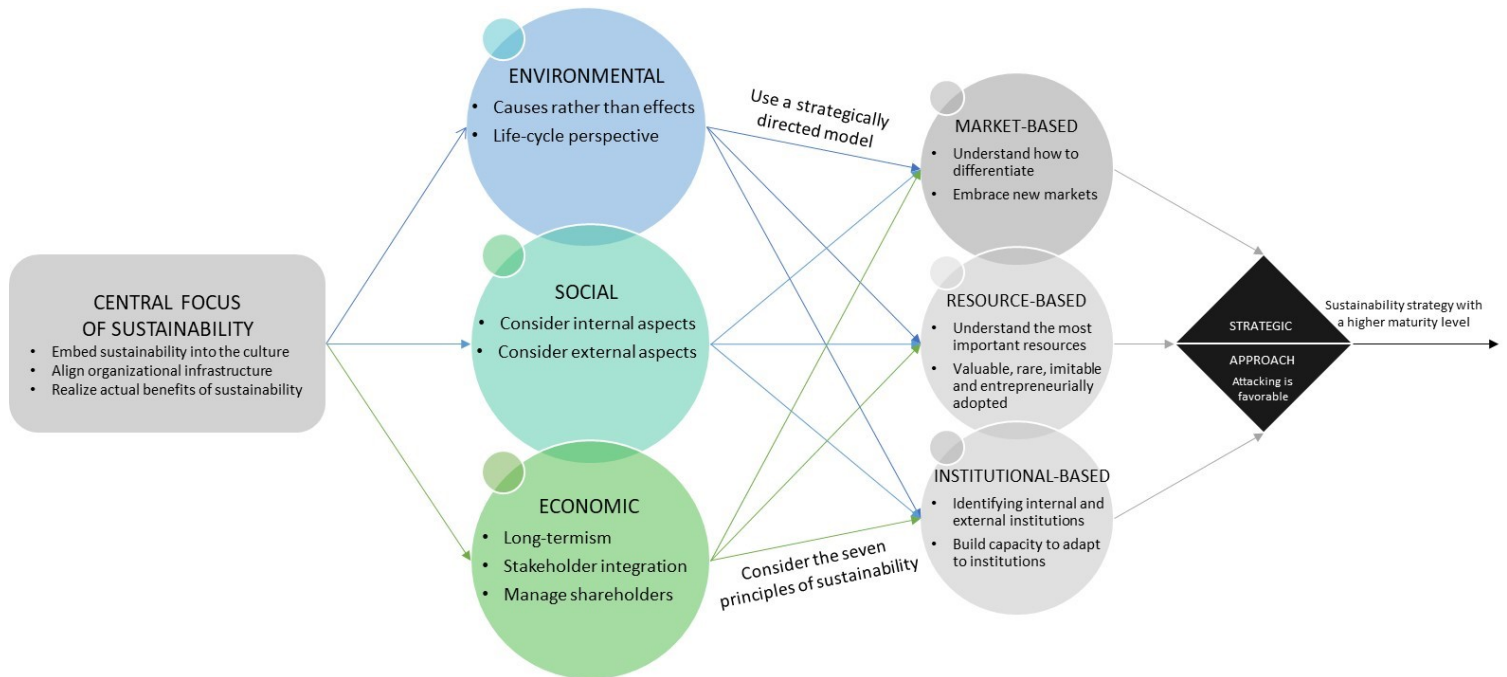 CENTRAL FOCUS
OF SUSTAINABILITY
• Embed sustainability into the culture
• Align organizational infrastructure
• Realize actual benefits of sustainability
ENVIRONMENTAL
• Causes rather than effects
• Life-cycle perspective
SOCIAL
• Consider internal aspects
• Consider external aspects
ECONOMIC
• Long-termism
• Stakeholder integration
• Manage shareholders
Use a strategically
directed model
Consider the seven
principles of sustainability
MARKET-BASED
• Understand how to
differentiate
• Embrace new markets
RESOURCE-BASED
• Understand the most
important resources
• Valuable, rare, imitable
and entrepreneurially
adopted
INSTITUTIONAL-BASED
• Identifying internal and
external institutions
• Build capacity to adapt
to institutions
STRATEGIC
APPROACH
Attacking is
favorable
Sustainability strategy with
a higher maturity level